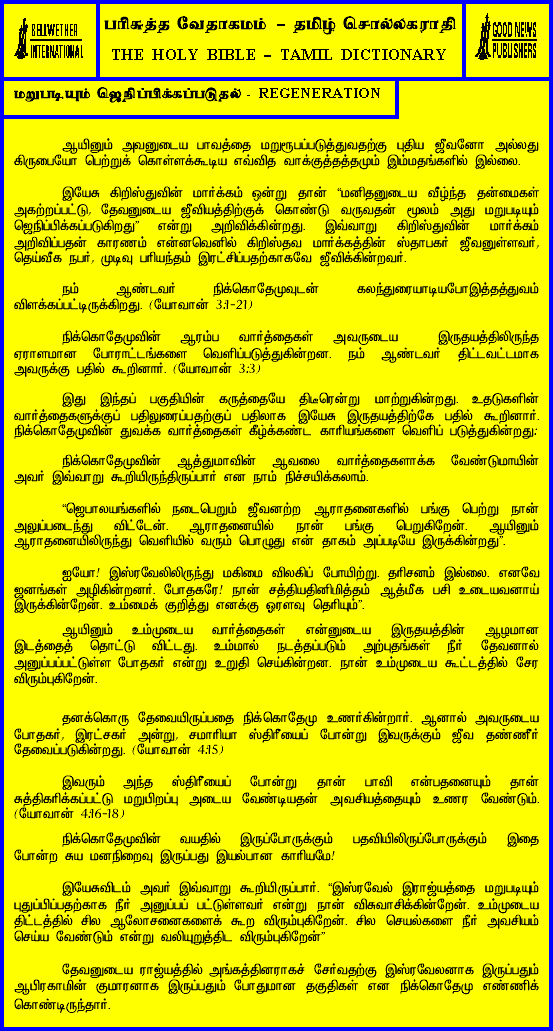 BELLWETHER
INTERNATIONAL
பரிசுத்த வேதாகமம் – தமிழ் சொல்லகராதி
THE HOLY BIBLE – TAMIL DICTIONARY
GOOD NEWS
PUBLISHERS
மறுபடியும் ஜெநிப்பிக்கப்படுதல் - REGENERATION
ஆயினும் அவனுடைய பாவத்தை மறுரூபப்படுத்துவதற்கு புதிய ஜீவனோ அல்லது
கிருபையோ பெற்றுக் கொள்ளக்கூடிய எவ்வித வாக்குத்தத்தமும் இம்மதங்களில் இல்லை.
இயேசு கிறிஸ்துவின் மார்க்கம் ஒன்று தான் “மனிதனுடைய வீழ்ந்த தன்மைகள்
அகற்றப்பட்டு, தேவனுடைய ஜீவியத்திற்குக் கொண்டு வருவதன் மூலம் அது மறுபடியும்
ஜெநிப்பிக்கப்படுகிறது” என்று அறிவிக்கின்றது. இவ்வாறு கிறிஸ்துவின் மார்க்கம்
அறிவிப்பதன் காரணம் என்னவெனில் கிறிஸ்தவ மார்க்கத்தின் ஸ்தாபகர் ஜீவனுள்ளவர்,
தெய்வீக நபர், முடிவு பரியந்தம் இரட்சிப்பதற்காகவே ஜீவிக்கின்றவர்.
நம் ஆண்டவர் நிக்கொதேமுவுடன் கலந்துரையாடியபோஇத்தத்துவம்
விளக்கப்பட்டிருக்கிறது. (யோவான் 3:1-21)
நிக்கொதேமுவின் ஆரம்ப வார்த்தைகள் அவருடைய இருதயத்திலிருந்த
ஏராளமான போராட்டங்களை வெளிப்படுத்துகின்றன. நம் ஆண்டவர் திட்டவட்டமாக
அவருக்கு பதில் கூறினார். (யோவான் 3:3)
இது இந்தப் பகுதியின் கருத்தையே திடீரென்று மாற்றுகின்றது. உதடுகளின்
வார்த்தைகளுக்குப் பதிலுரைப்பதற்குப் பதிலாக இயேசு இருதயத்திற்கே பதில் கூறினார்.
நிக்கொதேமுவின் துவக்க வார்த்தைகள் கீழ்க்கண்ட காரியங்களை வெளிப் படுத்துகின்றது:
நிக்கொதேமுவின் ஆத்துமாவின் ஆவலை வார்த்தைகளாக்க வேண்டுமாயின்
அவர் இவ்வாறு கூறியிருந்திருப்பார் என நாம் நிச்சயிக்கலாம்.
“ஜெபாலயங்களில் நடைபெறும் ஜீவனற்ற ஆராதனைகளில் பங்கு பெற்று நான்
அலுப்படைந்து விட்டேன். ஆராதனையில் நான் பங்கு பெறுகிறேன். ஆயினும்
ஆராதனையிலிருந்து வெளியில் வரும் பொழுது என் தாகம் அப்படியே இருக்கின்றது”.
ஐயோ! இஸ்ரவேலிலிருந்து மகிமை விலகிப் போயிற்று. தரிசனம் இல்லை. எனவே
ஜனங்கள் அழிகின்றனர். போதகரே! நான் சத்தியதினிமித்தம் ஆத்மீக பசி உடையவனாய்
இருக்கின்றேன். உம்மைக் குறித்து எனக்கு ஓரளவு தெரியும்”.
ஆயினும் உம்முடைய வார்த்தைகள் என்னுடைய இருதயத்தின் ஆழமான
இடத்தைத் தொட்டு விட்டது. உம்மால் நடத்தப்படும் அற்புதங்கள் நீர் தேவனால்
அனுப்பப்பட்டுள்ள போதகர் என்று உறுதி செய்கின்றன. நான் உம்முடைய கூட்டத்தில் சேர
விரும்புகிறேன்.
தனக்கொரு தேவையிருப்பதை நிக்கொதேமு உணர்கின்றார். ஆனால் அவருடைய
போதகர், இரட்சகர் அன்று, சமாரியா ஸ்திரீயைப் போன்று இவருக்கும் ஜீவ தண்ணீர்
தேவைப்படுகின்றது. (யோவான் 4:15)
இவரும் அந்த ஸ்திரீயைப் போன்று தான் பாவி என்பதனையும் தான்
சுத்திகரிக்கப்பட்டு மறுபிறப்பு அடைய வேண்டியதன் அவசியத்தையும் உணர வேண்டும்.
(யோவான் 4:16-18)
நிக்கொதேமுவின் வயதில் இருப்போருக்கும் பதவியிலிருப்போருக்கும் இதை
போன்ற சுய மனநிறைவு இருப்பது இயல்பான காரியமே!
இயேசுவிடம் அவர் இவ்வாறு கூறியிருப்பார். “இஸ்ரவேல் இராஜ்யத்தை மறுபடியும்
புதுப்பிப்பதற்காக நீர் அனுப்பப் பட்டுள்ளவர் என்று நான் விசுவாசிக்கின்றேன். உம்முடைய
திட்டத்தில் சில ஆலோசனைகளைக் கூற விரும்புகிறேன். சில செயல்களை நீர் அவசியம்
செய்ய வேண்டும் என்று வலியுறுத்திட விரும்புகிறேன்”
தேவனுடைய ராஜ்யத்தில் அங்கத்தினராகச் சேர்வதற்கு இஸ்ரவேலனாக இருப்பதும்
ஆபிரகாமின் குமாரனாக இருப்பதும் போதுமான தகுதிகள் என நிக்கொதேமு எண்ணிக்
கொண்டிருந்தார்.